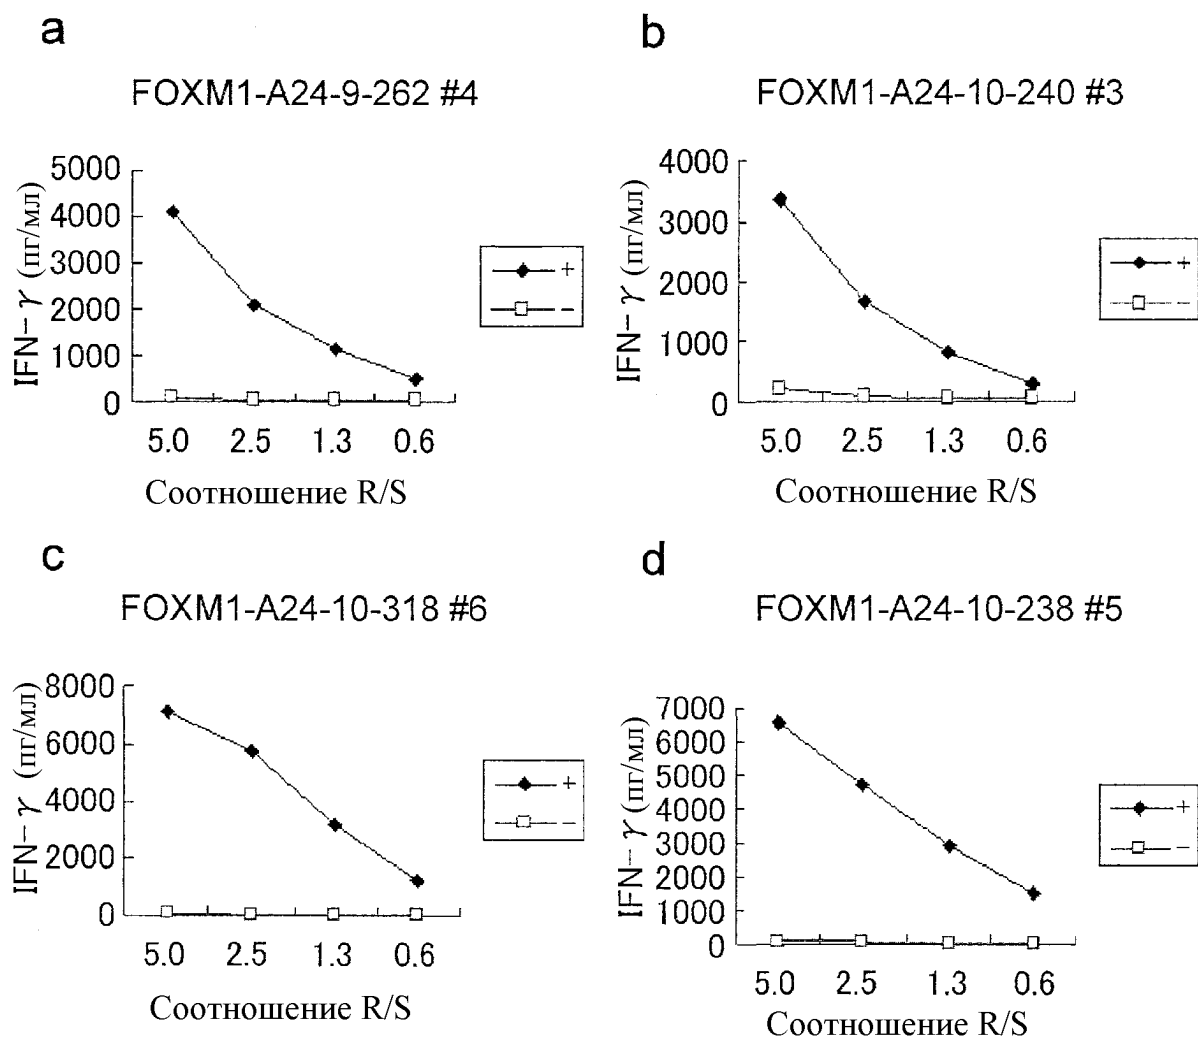 a
FOXM1-A24-9-262 #4
IFN-γ (пг/мл)
5000
4000
3000
2000
1000
0
5.0 2.5 1.3 0.6
Соотношение R/S
+
−
b
FOXM1-A24-10-240 #3
IFN-γ (пг/мл)
4000
3000
2000
1000
0
5.0 2.5 1.3 0.6
Соотношение R/S
+
−
c
FOXM1-A24-10-318 #6
IFN-γ (пг/мл)
8000
6000
4000
2000
0
5.0 2.5 1.3 0.6
Соотношение R/S
+
−
d
FOXM1-A24-10-238 #5
IFN-γ (пг/мл)
7000
6000
5000
4000
3000
2000
1000
0
5.0 2.5 1.3 0.6
Соотношение R/S
+
−